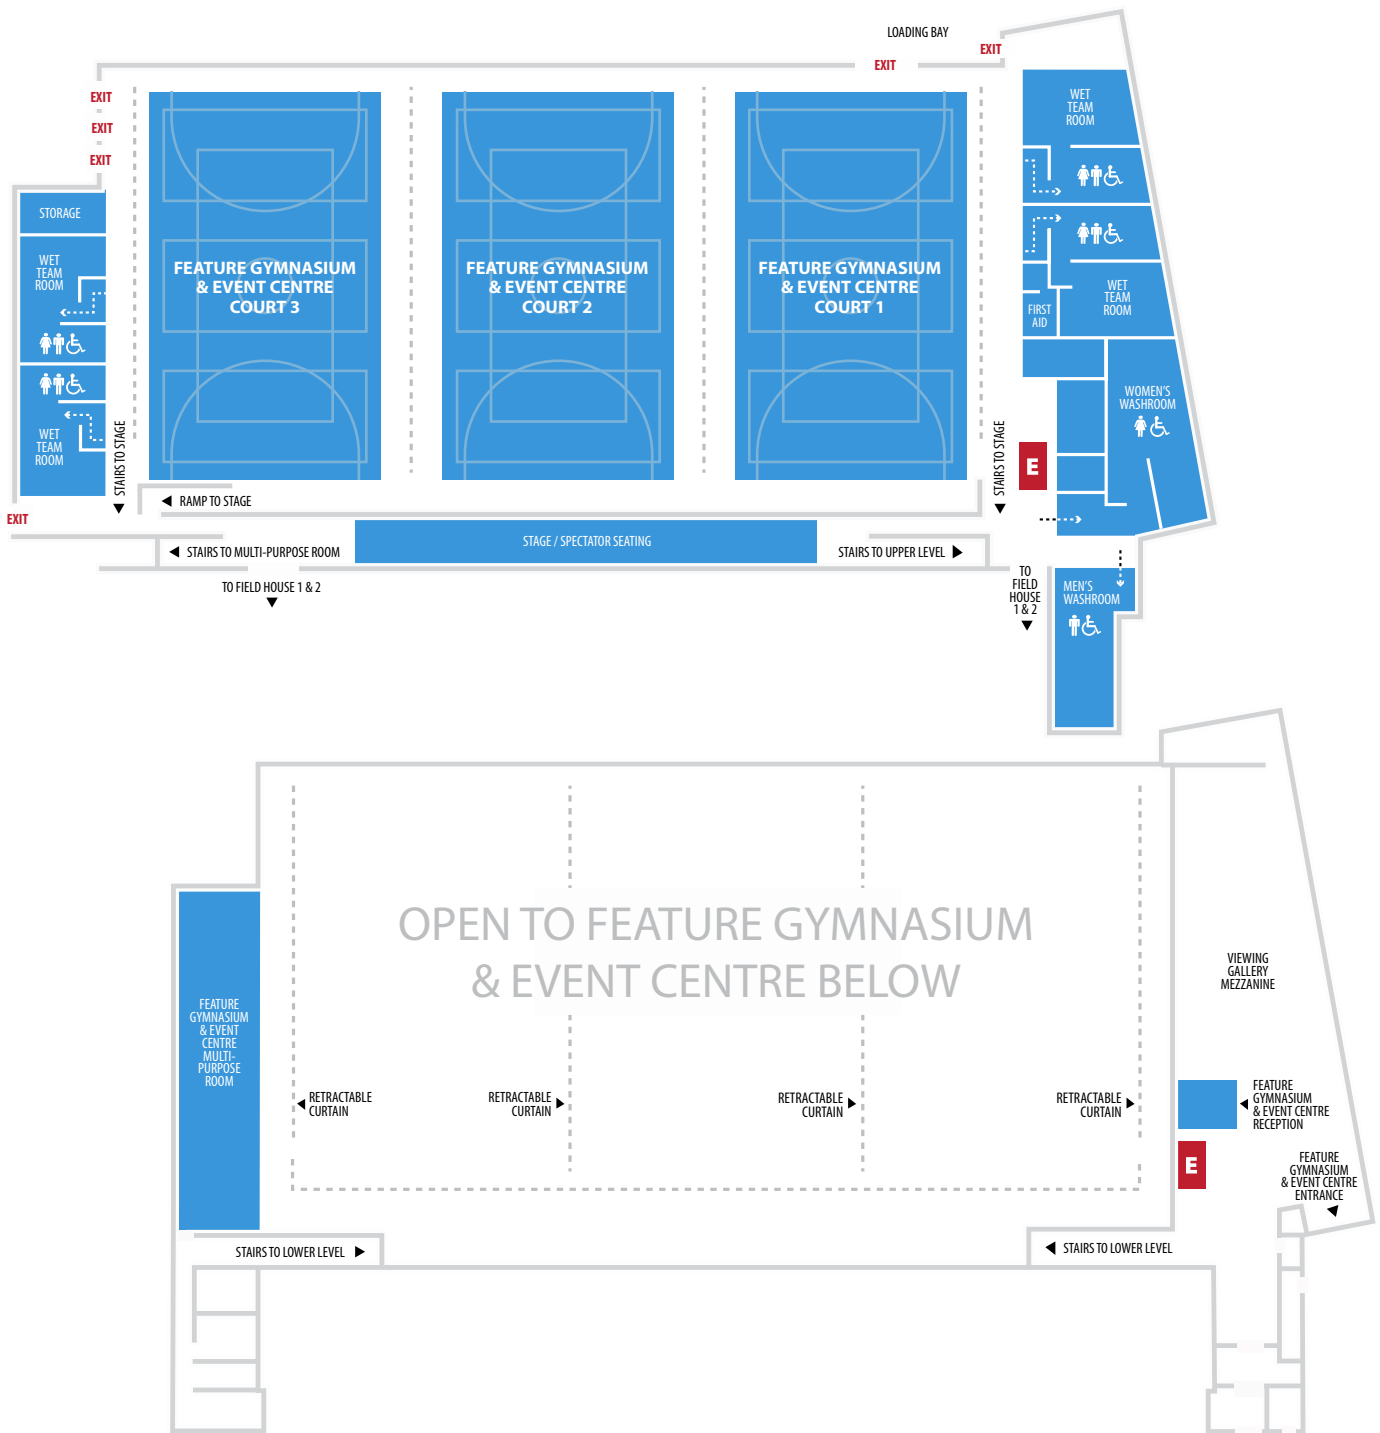 LOADING BAY
EXIT
EXIT
EXIT
EXIT
EXIT
STORAGE
WET
TEAM
ROOM
WET
TEAM
ROOM
STAIRS TO STAGE
EXIT
FEATURE GYMNASIUM
& EVENT CENTRE
COURT 3
FEATURE GYMNASIUM
& EVENT CENTRE
COURT 2
FEATURE GYMNASIUM
& EVENT CENTRE
COURT 1
WET
TEAM
ROOM
WET
TEAM
ROOM
FIRST
AID
WOMEN'S
WASHROOM
STAIRS TO STAGE
E
RAMP TO STAGE
STAGE / SPECTATOR SEATING
STAIRS TO MULTI-PURPOSE ROOM
STAIRS TO UPPER LEVEL
TO FIELD HOUSE 1 & 2
TO
FIELD
HOUSE
1 & 2
MEN'S
WASHROOM
OPEN TO FEATURE GYMNASIUM
& EVENT CENTRE BELOW
VIEWING
GALLERY
MEZZANINE
FEATURE
GYMNASIUM
& EVENT
CENTRE
MULTI-
PURPOSE
ROOM
RETRACTABLE
CURTAIN
RETRACTABLE
CURTAIN
RETRACTABLE
CURTAIN
RETRACTABLE
CURTAIN
FEATURE
GYMNASIUM
& EVENT CENTRE
RECEPTION
E
FEATURE
GYMNASIUM
& EVENT CENTRE
ENTRANCE
STAIRS TO LOWER LEVEL
STAIRS TO LOWER LEVEL